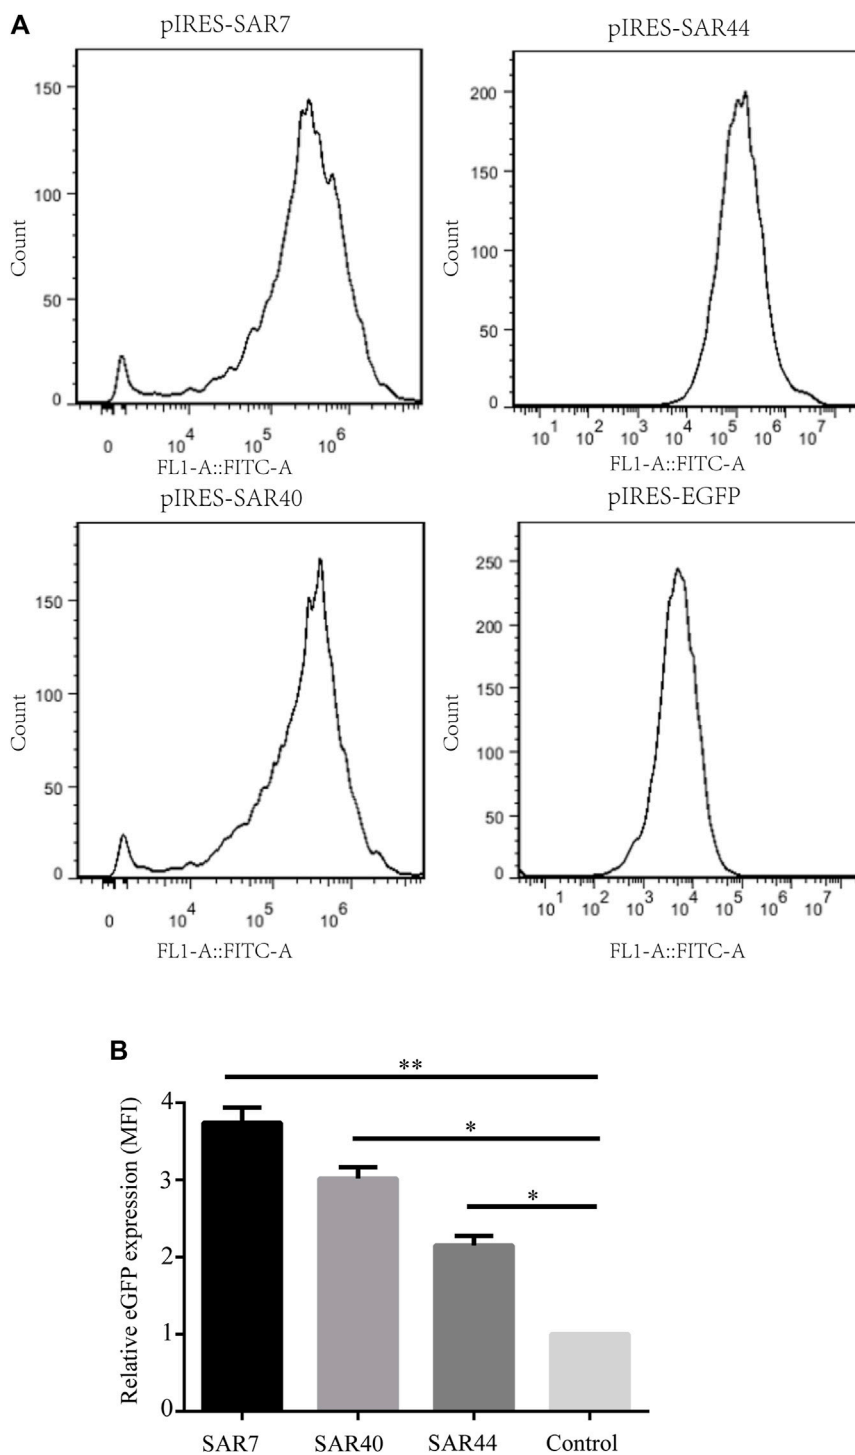 A
pIRES-SAR7
150
100
50
0
Count
0 10^4 10^5 10^6
FL1-A::FITC-A
pIRES-SAR44
200
150
100
50
0
Count
10^1 10^2 10^3 10^4 10^5 10^6 10^7
FL1-A::FITC-A
pIRES-SAR40
150
100
50
0
Count
0 10^4 10^5 10^6
FL1-A::FITC-A
pIRES-EGFP
250
200
150
100
50
0
Count
10^1 10^2 10^3 10^4 10^5 10^6 10^7
FL1-A::FITC-A
B
**
*
*
4
3
2
1
0
Relative eGFP expression (MFI)
SAR7 SAR40 SAR44 Control